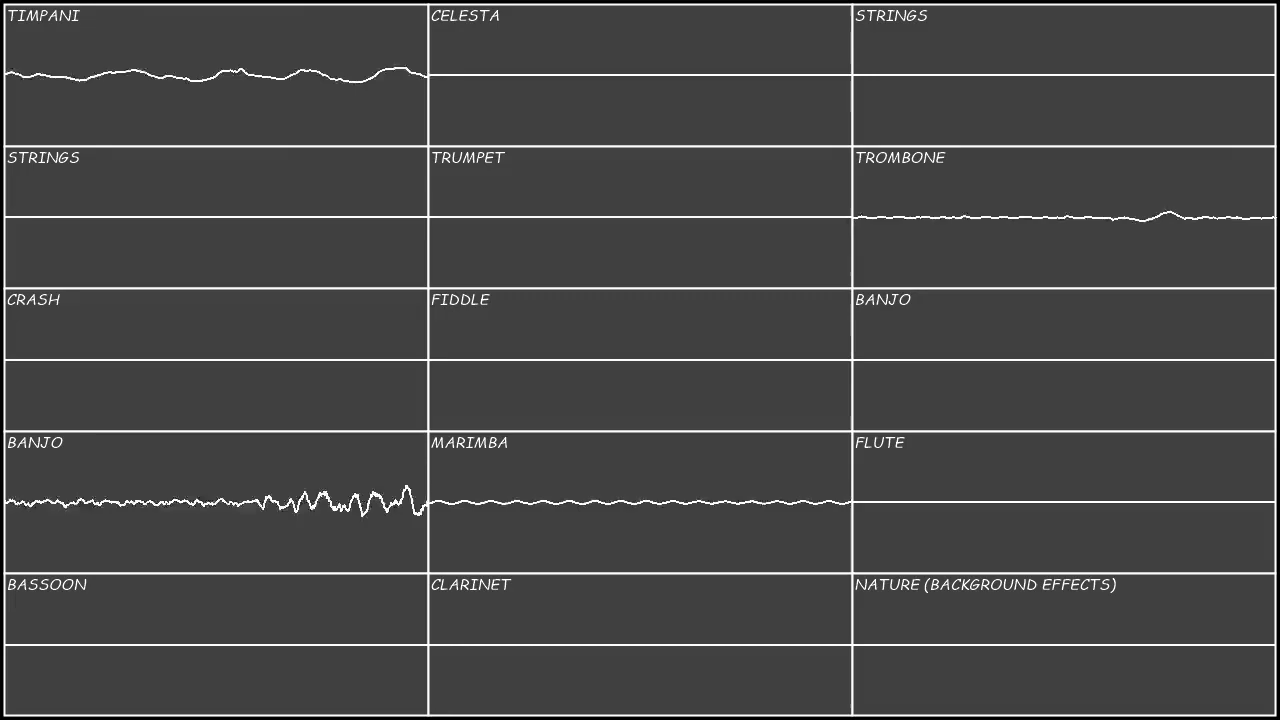 TIMPANI
CELESTA
STRINGS
STRINGS
TRUMPET
TROMBONE
CRASH
FIDDLE
BANJO
BANJO
MARIMBA
FLUTE
BASSOON
CLARINET
NATURE (BACKGROUND EFFECTS)